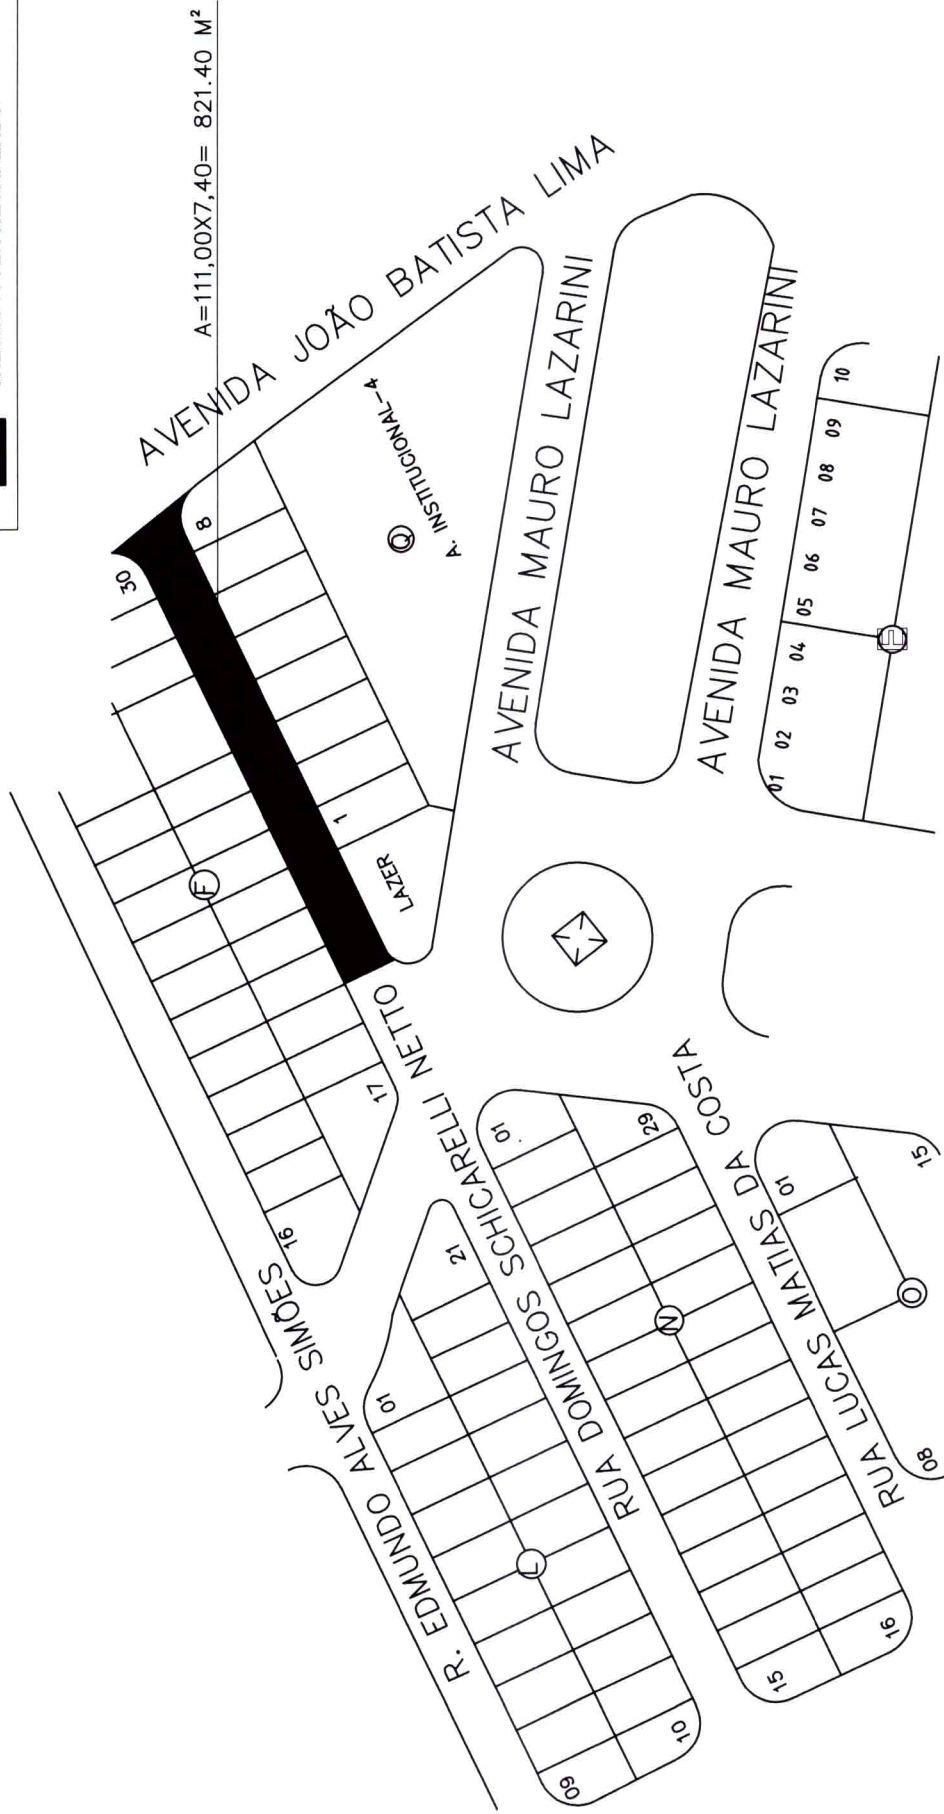 A=111,00X7,40= 821.40 M²
AVENIDA JOÃO BATISTA LIMA
30
8
A. INSTITUCIONAL-4
Q
1
LAZER
F
17
16
AVENIDA MAURO LAZARINI
AVENIDA MAURO LAZARINI
01 02 03 04 05 06 07 08 09 10
E
R. EDMUNDO ALVES SIMÕES
RUA DOMINGOS SCHICARELLI NETTO
RUA LUCAS MATIAS DA COSTA
01
21
L
09
10
01
29
N
15
16
01
15
O
08